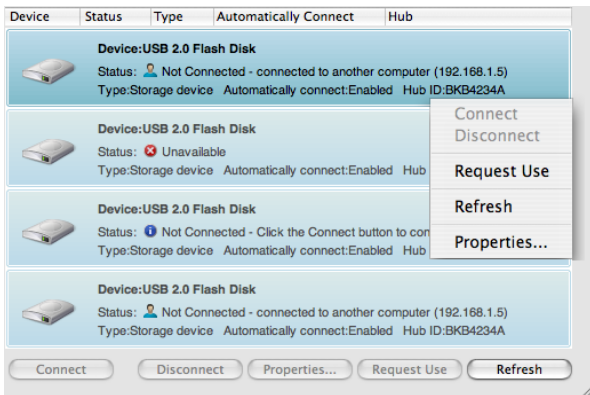 Device Status Type Automatically Connect Hub
Device:USB 2.0 Flash Disk
Status: Not Connected - connected to another computer (192.168.1.5)
Type:Storage device Automatically connect:Enabled Hub ID:BKB4234A
Device:USB 2.0 Flash Disk
Status: Unavailable
Type:Storage device Automatically connect:Enabled Hub
Device:USB 2.0 Flash Disk
Status: Not Connected - Click the Connect button to con
Type:Storage device Automatically connect:Enabled Hub
Device:USB 2.0 Flash Disk
Status: Not Connected - connected to another computer (192.168.1.5)
Type:Storage device Automatically connect:Enabled Hub ID:BKB4234A
Connect
Disconnect
Request Use
Refresh
Properties...
Connect Disconnect Properties... Request Use Refresh